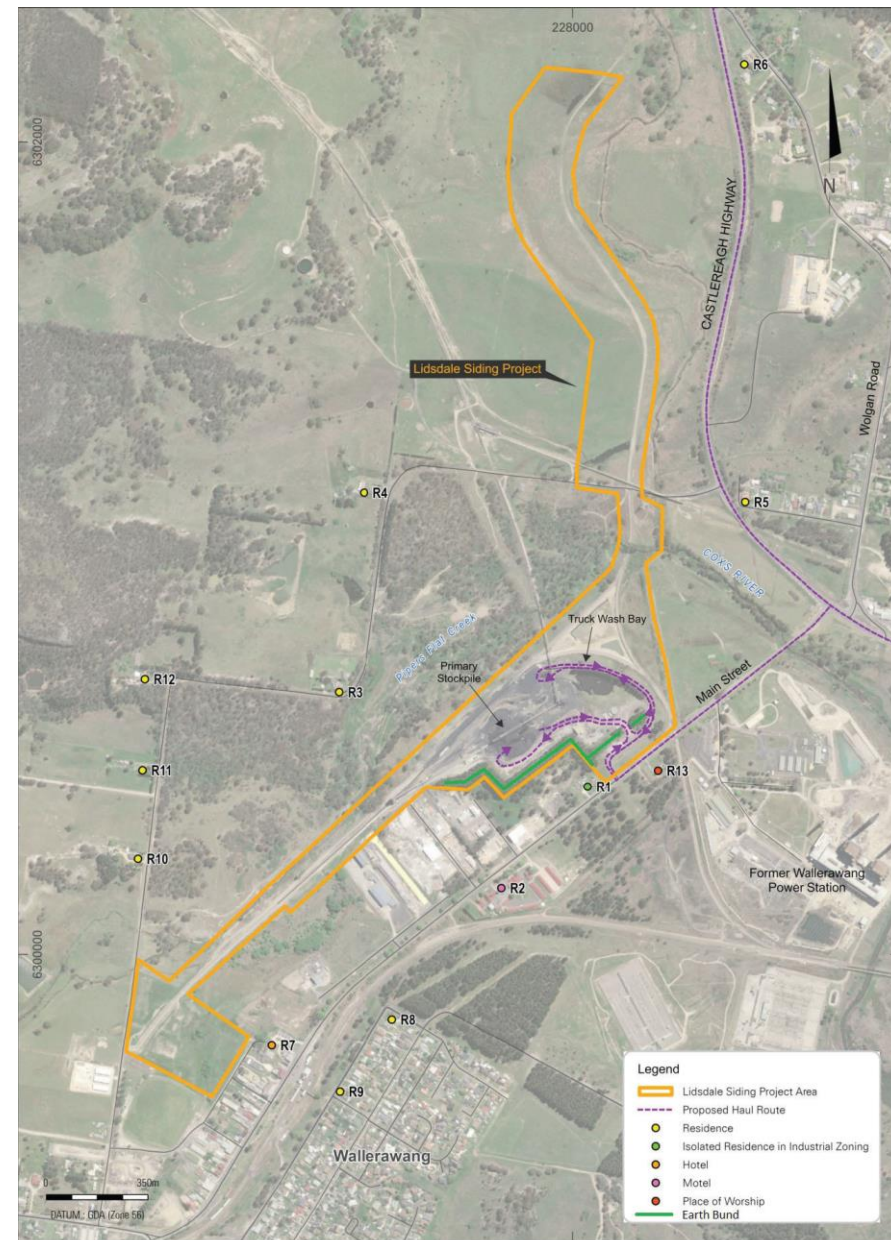 228000
R6
6302000
N
CASTLEREAGH HIGHWAY
Lidsdale Siding Project
Wolgan Road
R4
R5
COXS RIVER
Pipers Flat Creek
Truck Wash Bay
Primary
Stockpile
Main Street
R12
R3
R11
R13
R1
R10
Former Wallerawang
Power Station
R2
6300000
R8
R7
R9
Wallerawang
0 350m
DATUM : GDA (Zone 56)
Legend
Lidsdale Siding Project Area
Proposed Haul Route
Residence
Isolated Residence in Industrial Zoning
Hotel
Motel
Place of Worship
Earth Bund